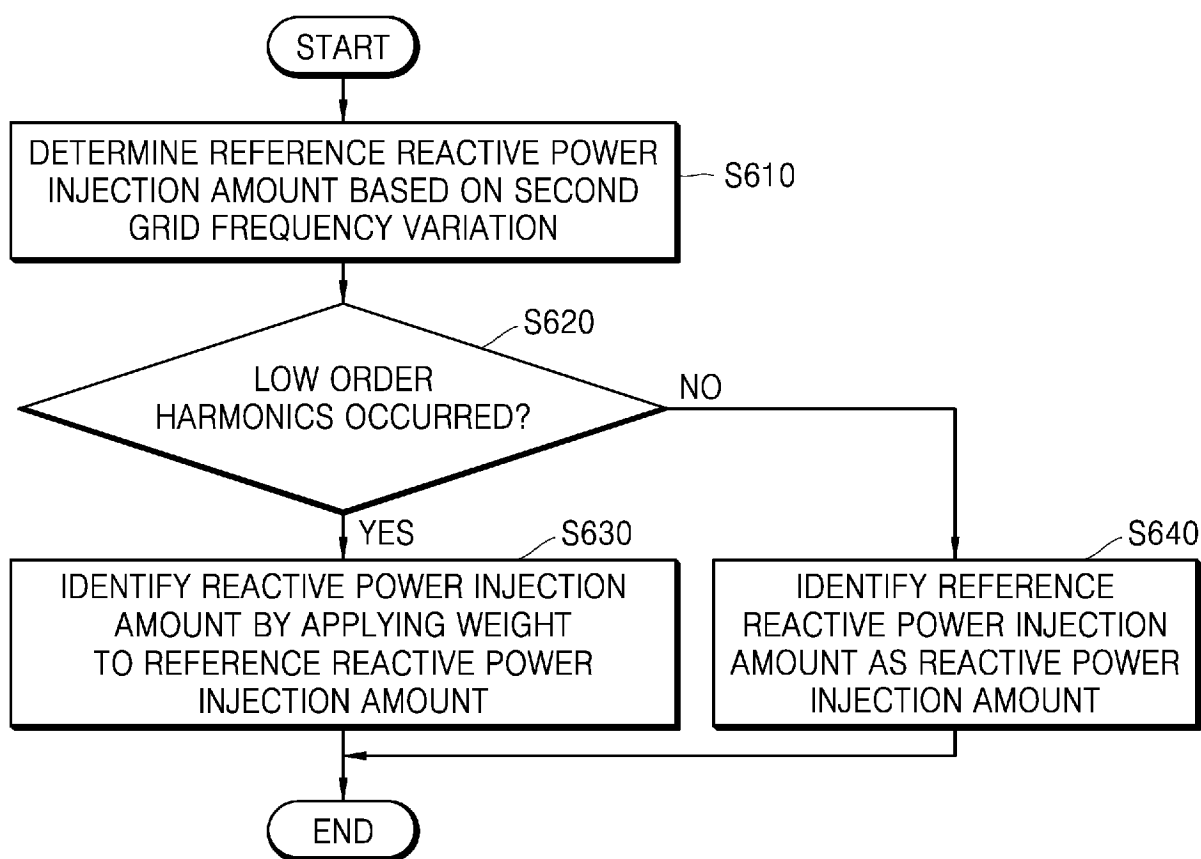 START
DETERMINE REFERENCE REACTIVE POWER
INJECTION AMOUNT BASED ON SECOND
GRID FREQUENCY VARIATION
S610
S620
LOW ORDER
HARMONICS OCCURRED?
NO
YES
S630
IDENTIFY REACTIVE POWER INJECTION
AMOUNT BY APPLYING WEIGHT
TO REFERENCE REACTIVE POWER
INJECTION AMOUNT
S640
IDENTIFY REFERENCE
REACTIVE POWER INJECTION
AMOUNT AS REACTIVE POWER
INJECTION AMOUNT
END